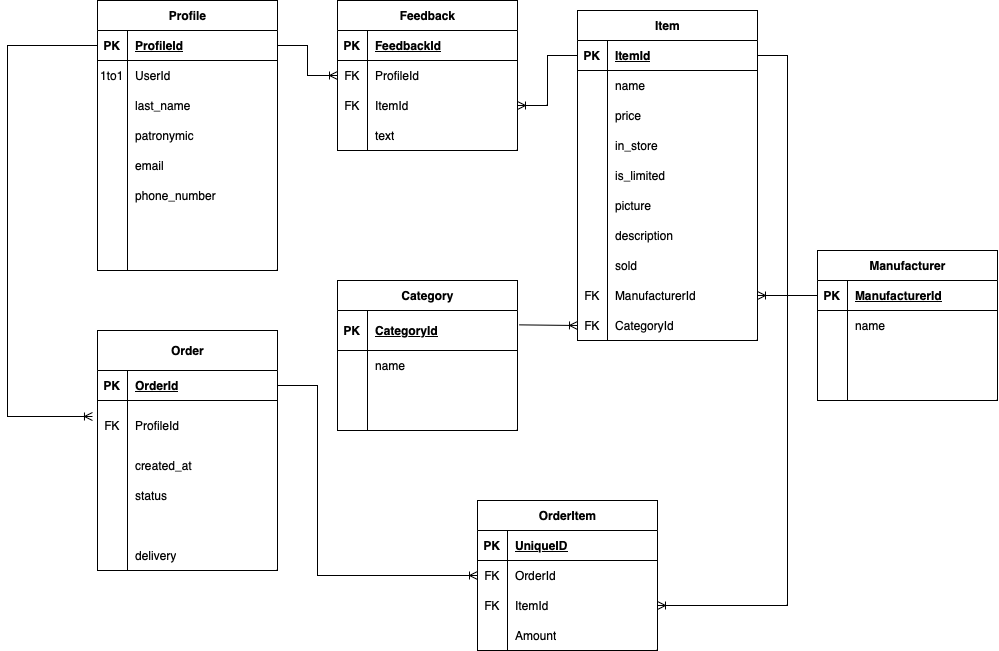 Profile
PK ProfileId
1to1 UserId
last_name
patronymic
email
phone_number
Feedback
PK FeedbackId
FK ProfileId
FK ItemId
text
Item
PK ItemId
name
price
in_store
is_limited
picture
description
sold
FK ManufacturerId
FK CategoryId
Manufacturer
PK ManufacturerId
name
Category
PK CategoryId
name
Order
PK OrderId
FK ProfileId
created_at
status
delivery
OrderItem
PK UniqueID
FK OrderId
FK ItemId
Amount